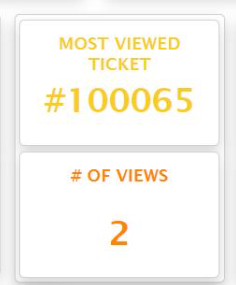 MOST VIEWED
TICKET
#100065
# OF VIEWS
2